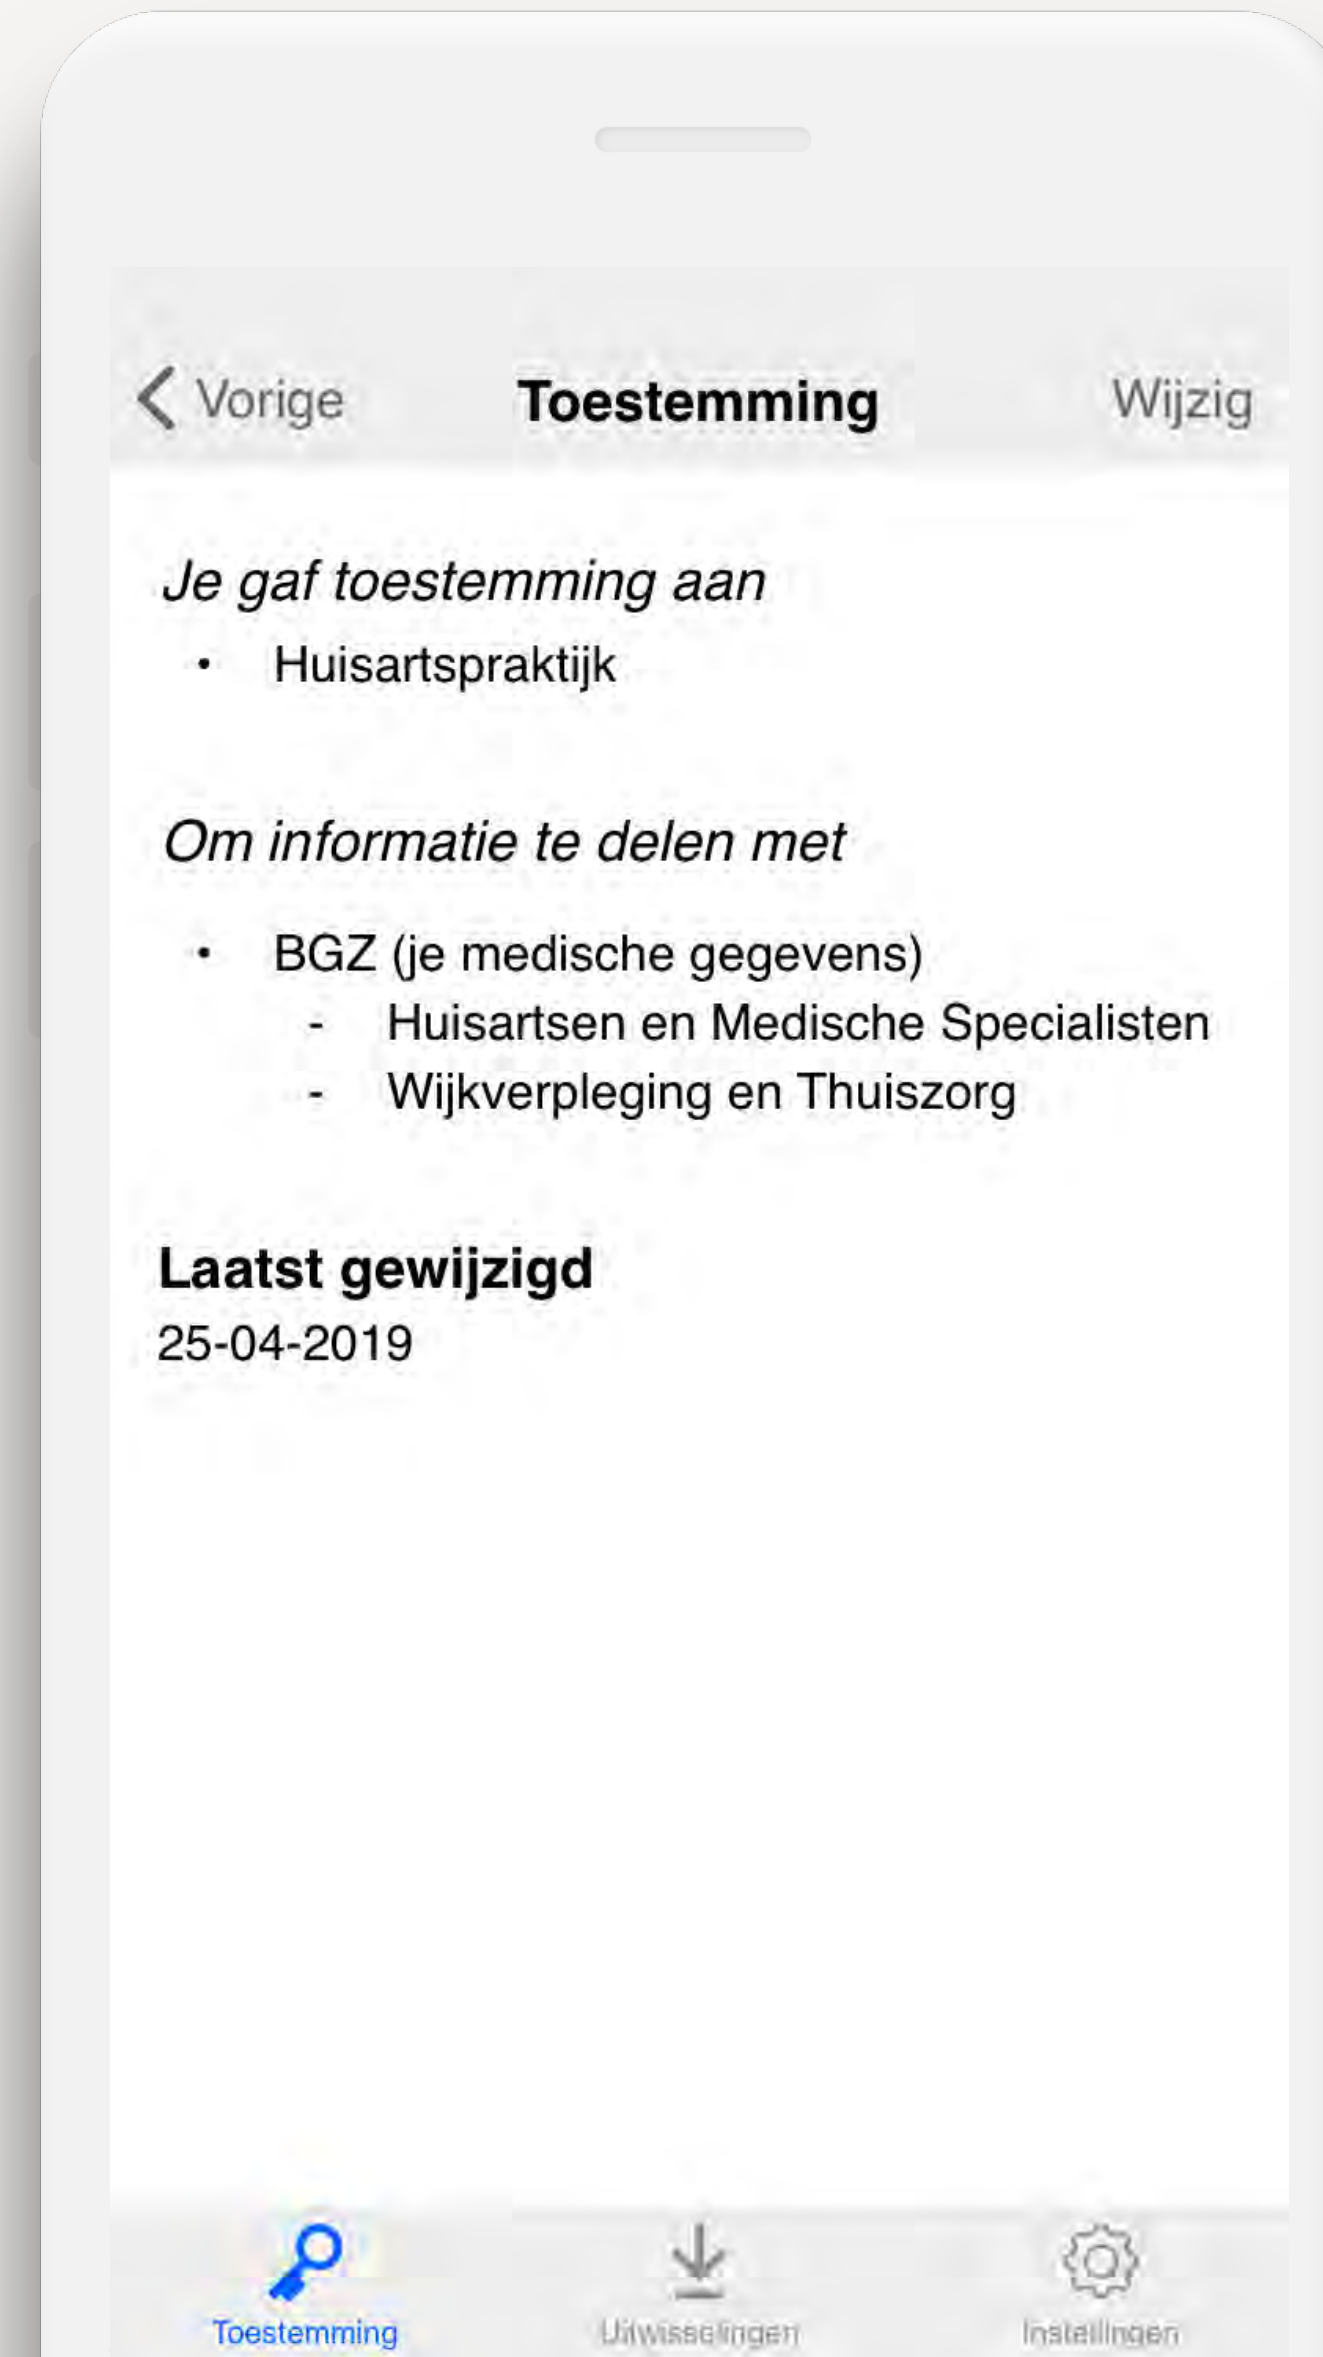 Vorige Toestemming Wijzig
Je gaf toestemming aan
• Huisartspraktijk
Om informatie te delen met
• BGZ (je medische gegevens)
- Huisartsen en Medische Specialisten
- Wijkverpleging en Thuiszorg
Laatst gewijzigd
25-04-2019
Toestemming Uitwisselingen Instellingen